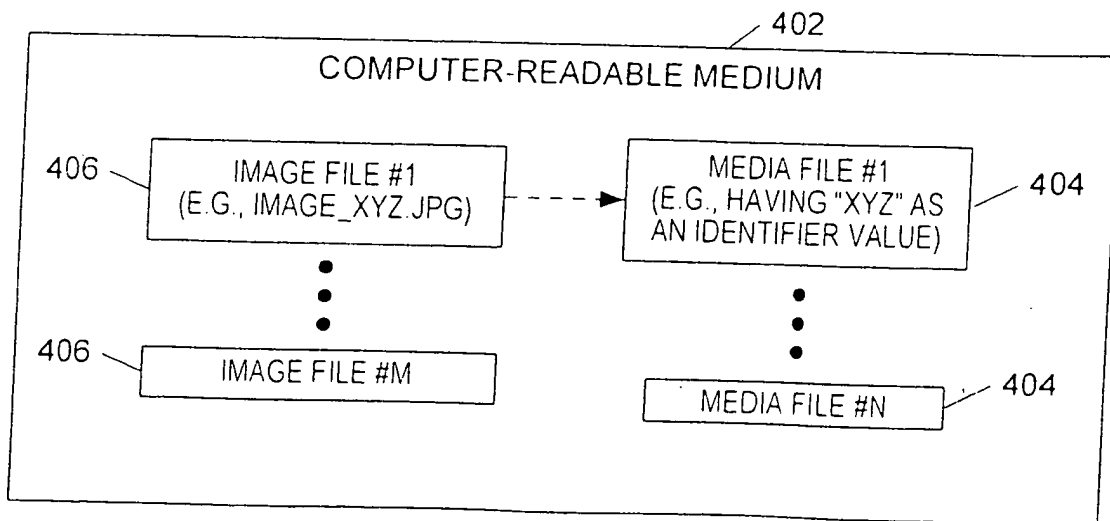 402
COMPUTER-READABLE MEDIUM
406
IMAGE FILE #1
(E.G., IMAGE_XYZ.JPG)
MEDIA FILE #1
(E.G., HAVING "XYZ" AS
AN IDENTIFIER VALUE)
404
406
IMAGE FILE #M
MEDIA FILE #N
404